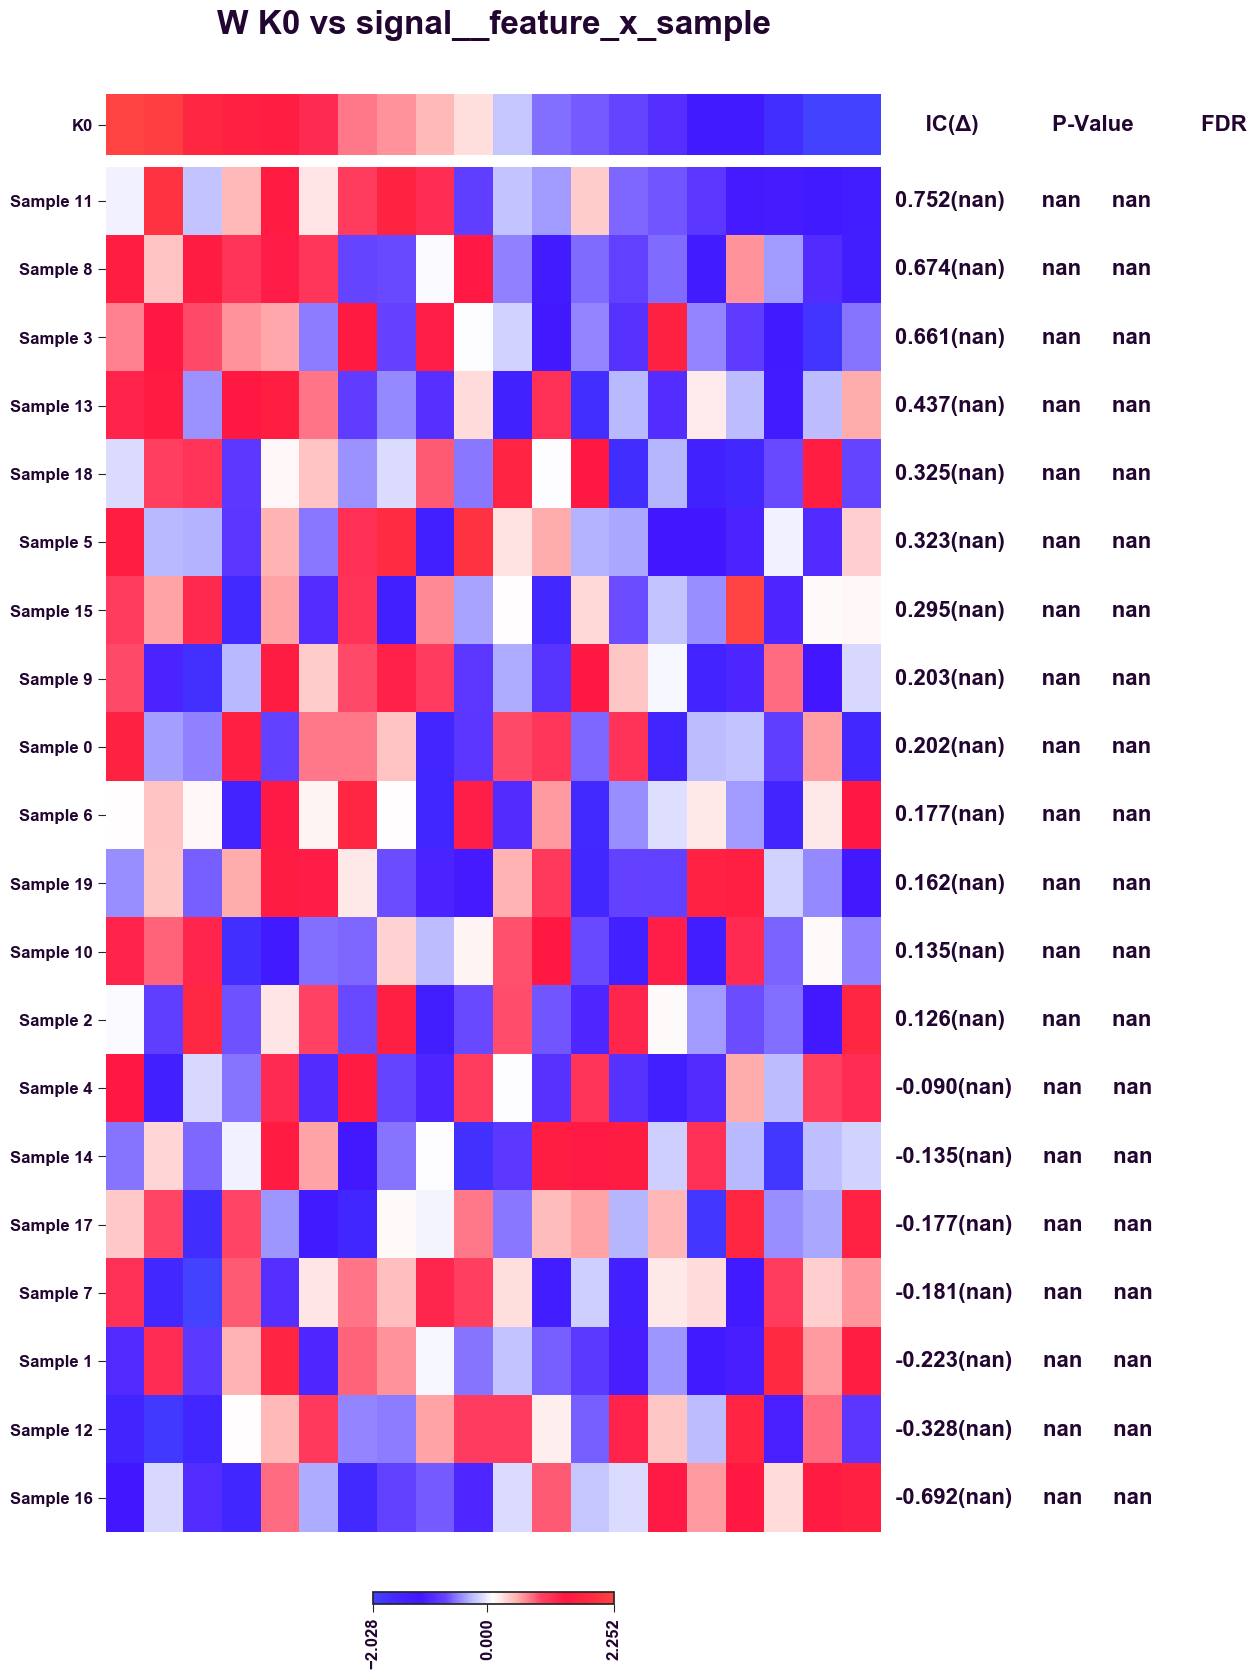 W K0 vs signal__feature_x_sample
K0 IC(Δ) P-Value FDR
Sample 11 0.752(nan) nan nan
Sample 8 0.674(nan) nan nan
Sample 3 0.661(nan) nan nan
Sample 13 0.437(nan) nan nan
Sample 18 0.325(nan) nan nan
Sample 5 0.323(nan) nan nan
Sample 15 0.295(nan) nan nan
Sample 9 0.203(nan) nan nan
Sample 0 0.202(nan) nan nan
Sample 6 0.177(nan) nan nan
Sample 19 0.162(nan) nan nan
Sample 10 0.135(nan) nan nan
Sample 2 0.126(nan) nan nan
Sample 4 -0.090(nan) nan nan
Sample 14 -0.135(nan) nan nan
Sample 17 -0.177(nan) nan nan
Sample 7 -0.181(nan) nan nan
Sample 1 -0.223(nan) nan nan
Sample 12 -0.328(nan) nan nan
Sample 16 -0.692(nan) nan nan
−2.028 0.000 2.252